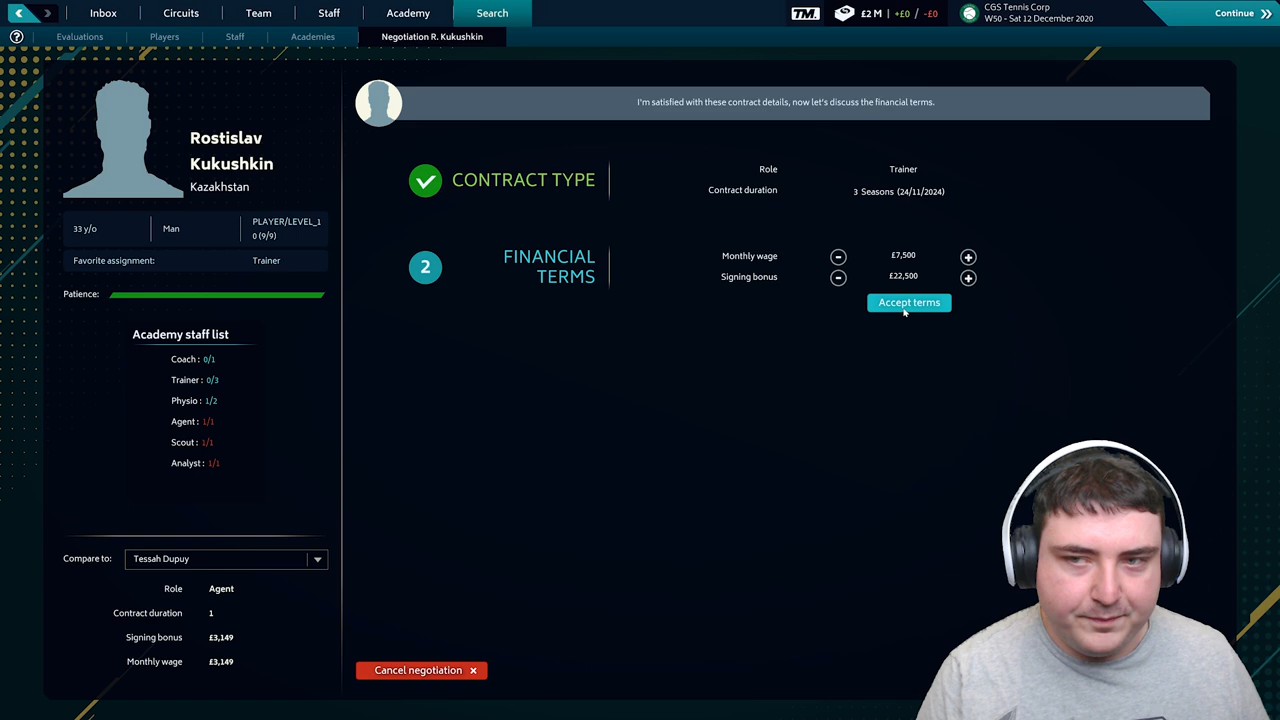 Inbox
Circuits
Team
Staff
Academy
Search
TM.
£2 M | +£0 / -£0
CGS Tennis Corp
W50 - Sat 12 December 2020
Continue
?
Evaluations
Players
Staff
Academies
Negotiation R. Kukushkin
Rostislav
Kukushkin
Kazakhstan
33 y/o
Man
PLAYER/LEVEL_1
0 (9/9)
Favorite assignment:
Trainer
Patience:
Academy staff list
Coach : 0/1
Trainer : 0/3
Physio : 1/2
Agent : 1/1
Scout : 1/1
Analyst : 1/1
Compare to:
Tessah Dupuy
Role Agent
Contract duration 1
Signing bonus £3,149
Monthly wage £3,149
I'm satisfied with these contract details, now let's discuss the financial terms.
CONTRACT TYPE
Role Trainer
Contract duration 3 Seasons (24/11/2024)
2
FINANCIAL
TERMS
Monthly wage - £7,500 +
Signing bonus - £22,500 +
Accept terms
Cancel negotiation x